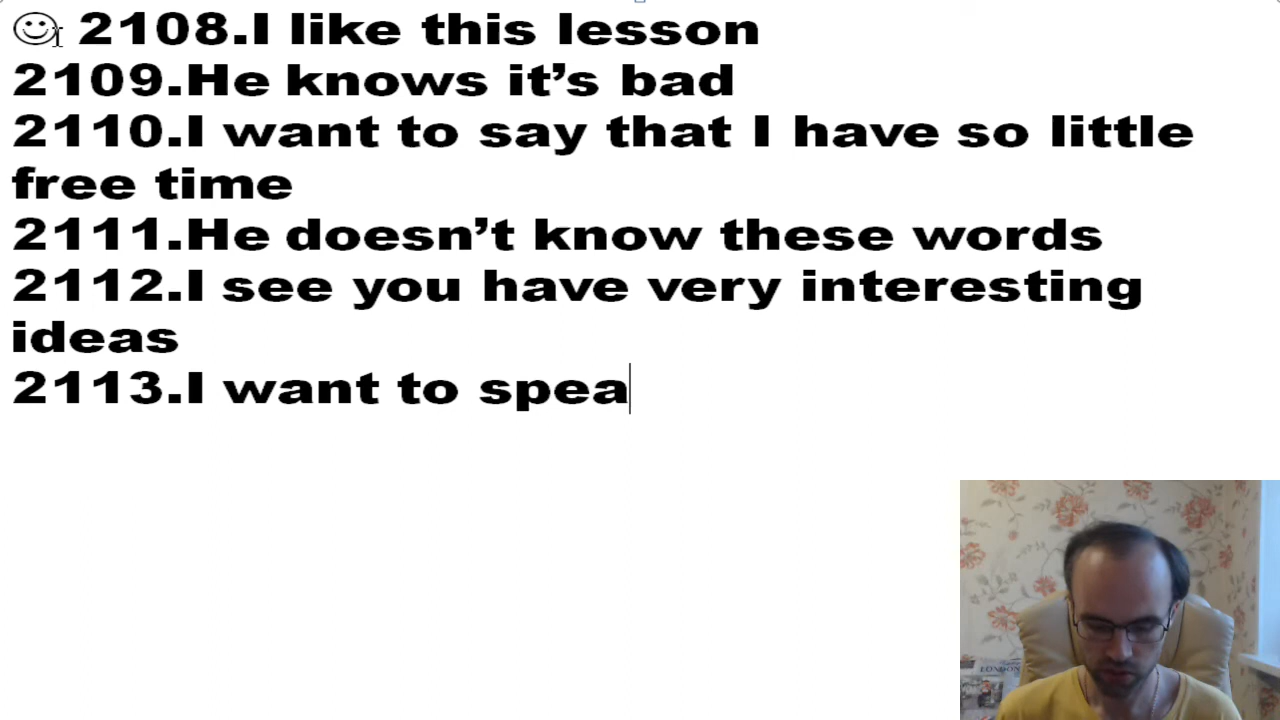 ☺ 2108.I like this lesson
2109.He knows it’s bad
2110.I want to say that I have so little
free time
2111.He doesn’t know these words
2112.I see you have very interesting
ideas
2113.I want to spea
LONDON